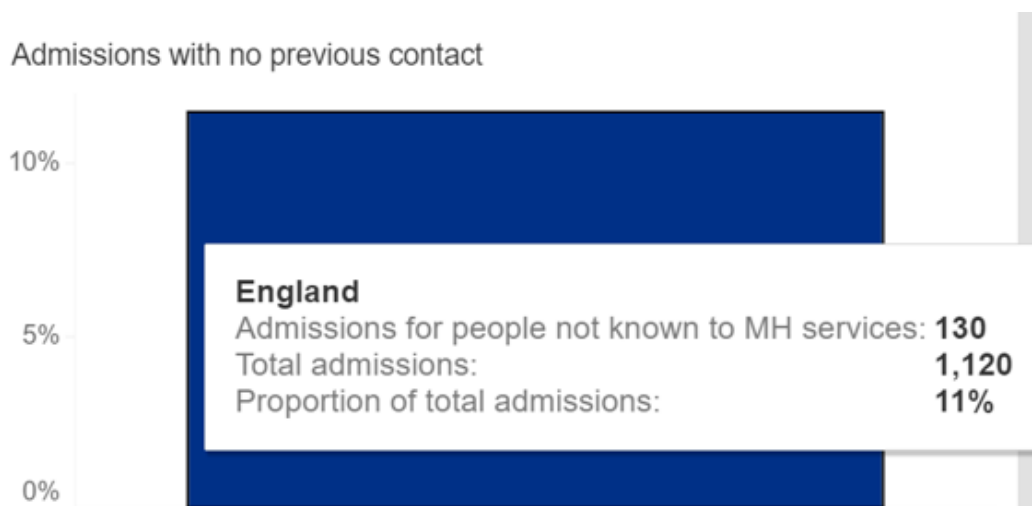 Admissions with no previous contact
10%
England
Admissions for people not known to MH services: 130
5%
Total admissions: 1,120
Proportion of total admissions: 11%
0%